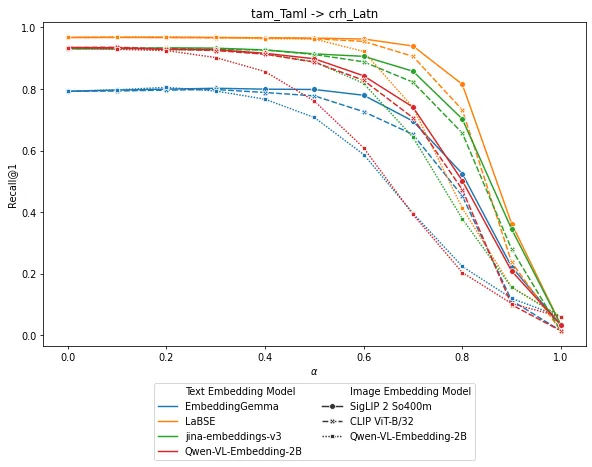 tam_Taml -> crh_Latn
1.0
0.8
0.6
0.4
0.2
0.0
Recall@1
0.0 0.2 0.4 0.6 0.8 1.0
α
Text Embedding Model Image Embedding Model
EmbeddingGemma SigLIP 2 So400m
LaBSE CLIP ViT-B/32
jina-embeddings-v3 Qwen-VL-Embedding-2B
Qwen-VL-Embedding-2B